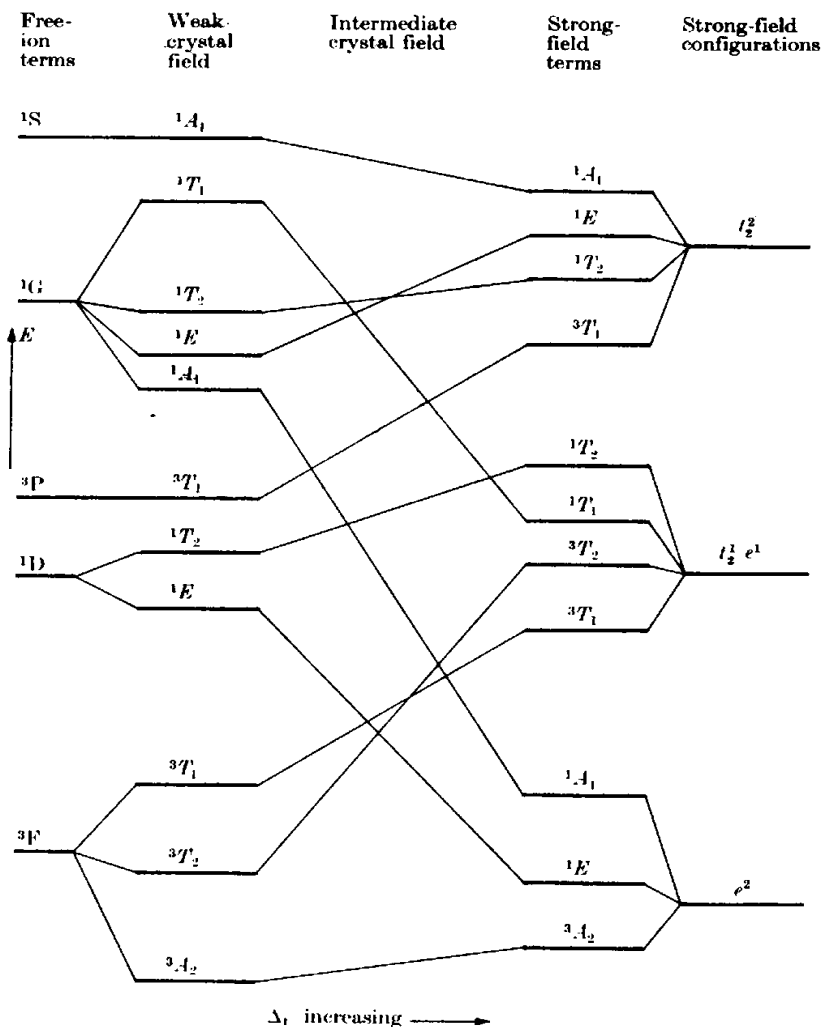 Free-ion terms
Weak crystal field
Intermediate crystal field
Strong-field terms
Strong-field configurations
¹S
¹A₁
¹A₁
¹T₁
¹E
t₂²
¹T₂
¹G
¹T₂
E
¹E
³T₁
¹A₁
¹T₂
³P
³T₁
¹T₁
¹T₂
³T₂
¹D
t₂¹ e¹
¹E
³T₁
³T₁
¹A₁
³F
³T₂
¹E
e²
³A₂
³A₂
Δₜ increasing